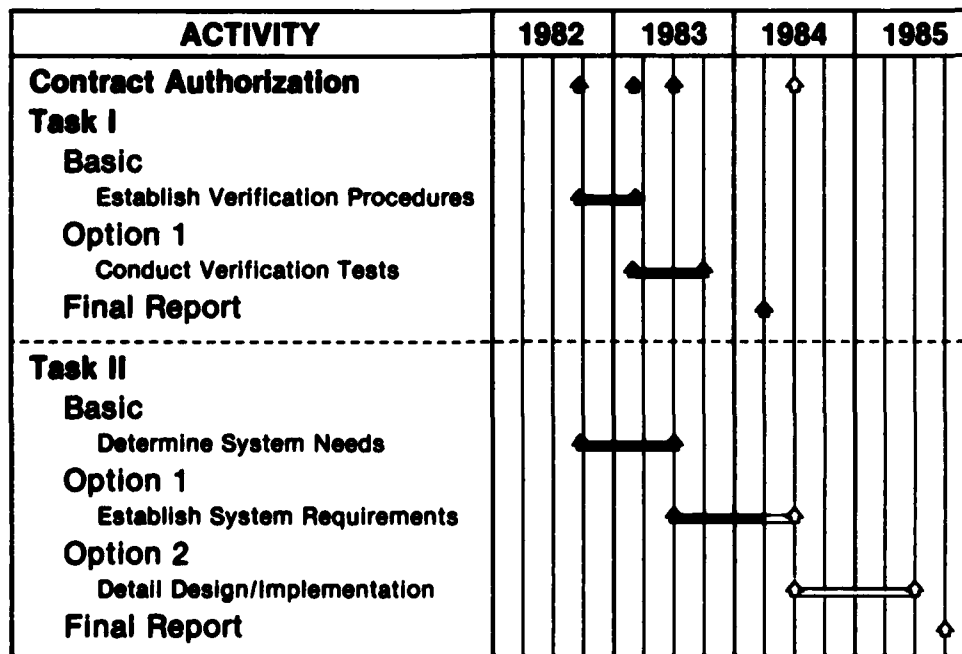 ACTIVITY 1982 1983 1984 1985
Contract Authorization
Task I
Basic
Establish Verification Procedures
Option 1
Conduct Verification Tests
Final Report
Task II
Basic
Determine System Needs
Option 1
Establish System Requirements
Option 2
Detail Design/Implementation
Final Report